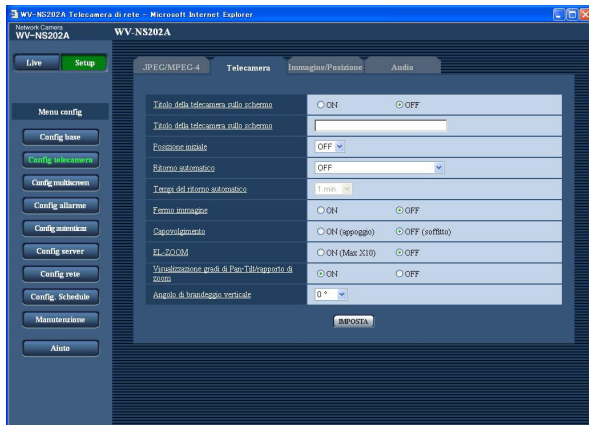 WV-NS202A Telecamera di rete - Microsoft Internet Explorer
Network Camera
WV-NS202A
WV-NS202A
Live
Setup
Menu config
Config base
Config telecamera
Config multiscreen
Config allarme
Config autenticaz
Config server
Config rete
Config. Schedule
Manutenzione
Aiuto
JPEG/MPEG-4
Telecamera
Immagine/Posizione
Audio
Titolo della telecamera sullo schermo
ON
OFF
Titolo della telecamera sullo schermo
Posizione iniziale
OFF
Ritorno automatico
OFF
Tempi del ritorno automatico
1 min
Fermo immagine
ON
OFF
Capovolgimento
ON (appoggio)
OFF (soffitto)
EL-ZOOM
ON (Max X10)
OFF
Visualizzazione gradi di Pan-Tilt/rapporto di
zoom
ON
OFF
Angolo di brandeggio verticale
0 °
IMPOSTA